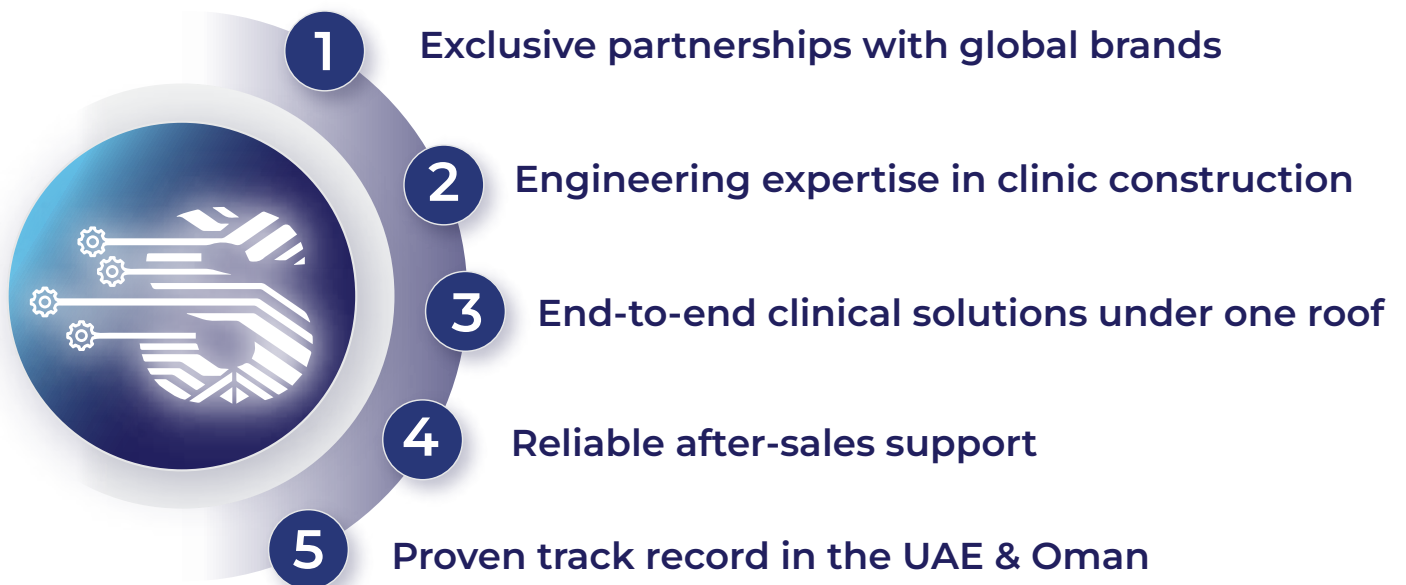 1 Exclusive partnerships with global brands
2 Engineering expertise in clinic construction
3 End-to-end clinical solutions under one roof
4 Reliable after-sales support
5 Proven track record in the UAE & Oman